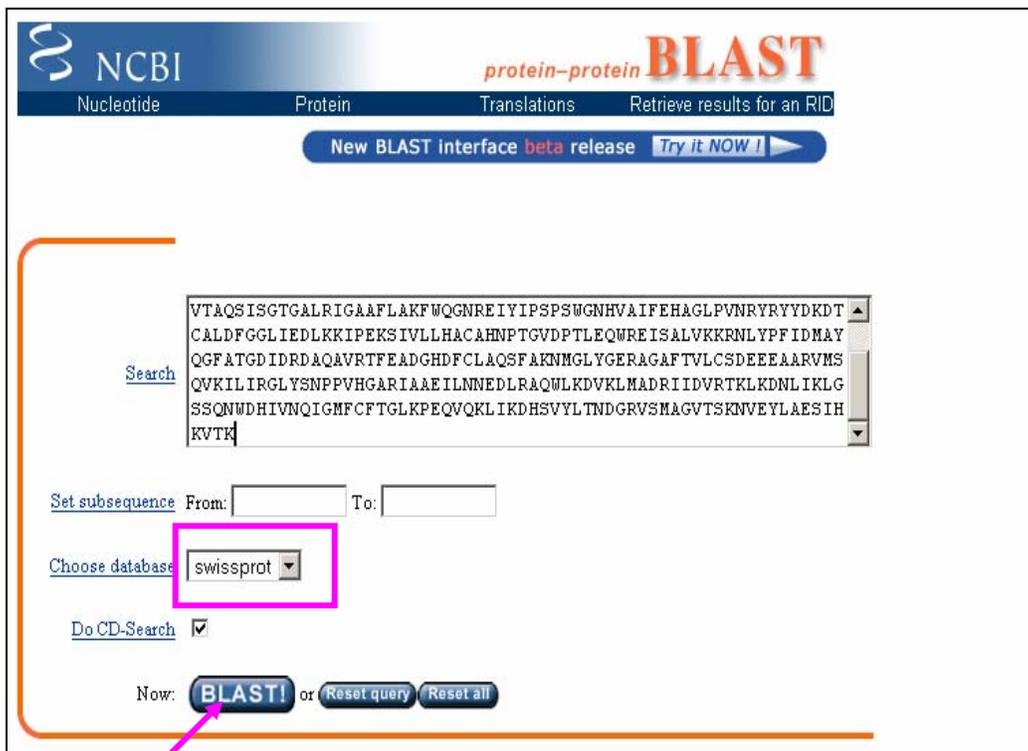 NCBI
protein-protein BLAST
Nucleotide Protein Translations Retrieve results for an RID
New BLAST interface beta release Try it NOW !
Search
VTAQSISGTGALRIGAAFLAKFWQGNREIYIPSPSWGNHVAIFEHAGLPVNRYRYYDKDT
CALDFGGLIEDLKKIPEKSIVLLHACAHNPTGVDPTLEQWREISALVKKRNLYPFIDMAY
QGFATGDIDRDAQAVRTFEADGHDFCLAQSFAKNMGLYGERAGAFTVLCSDEEEAARVMS
QVKILIRGLYSNPPVHGARIAAEILNNEDLRAQWLKDVKLMADRIIDVRTKLKDNLIKLG
SSQNWDHIVNQIGMFCFTGLKPEQVQKLIKDHSVYLTNDGRVSMAGVTSKNVEYLAESIH
KVTK
Set subsequence From: To:
Choose database swissprot
Do CD-Search
Now: BLAST! or Reset query Reset all